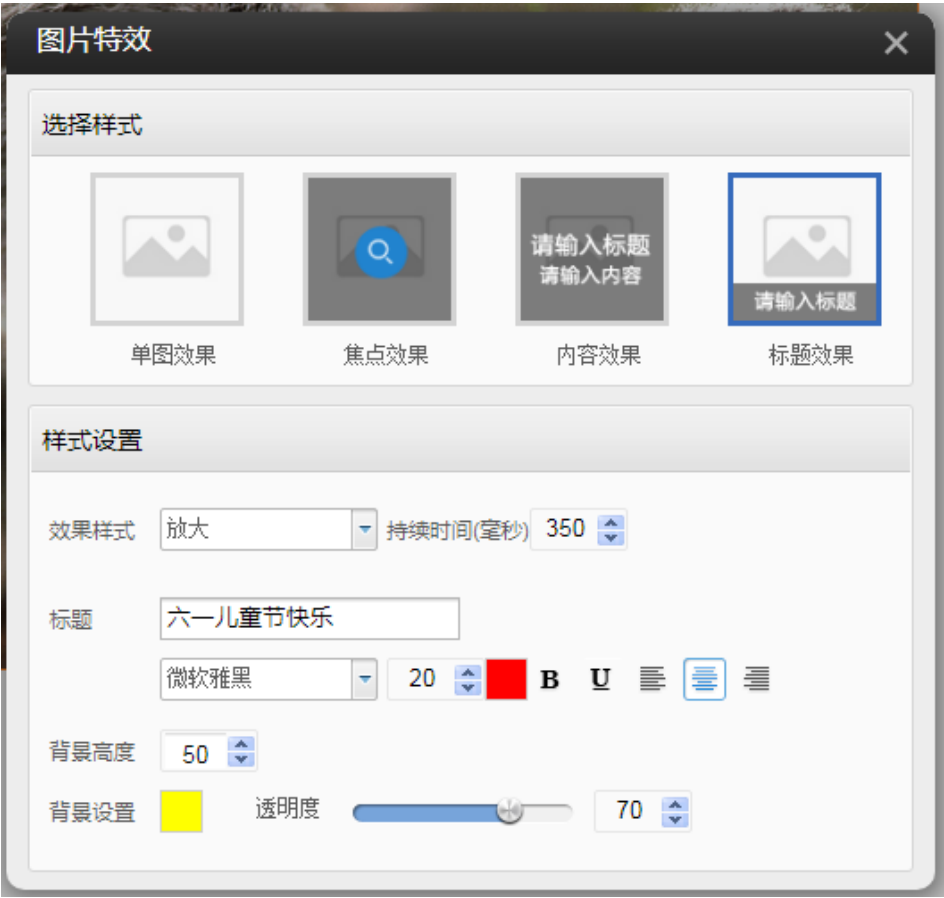 图片特效
选择样式
请输入标题
请输入内容
请输入标题
单图效果 焦点效果 内容效果 标题效果
样式设置
效果样式 放大 持续时间(毫秒) 350
标题 六一儿童节快乐
微软雅黑 20 B U
背景高度 50
背景设置 透明度 70